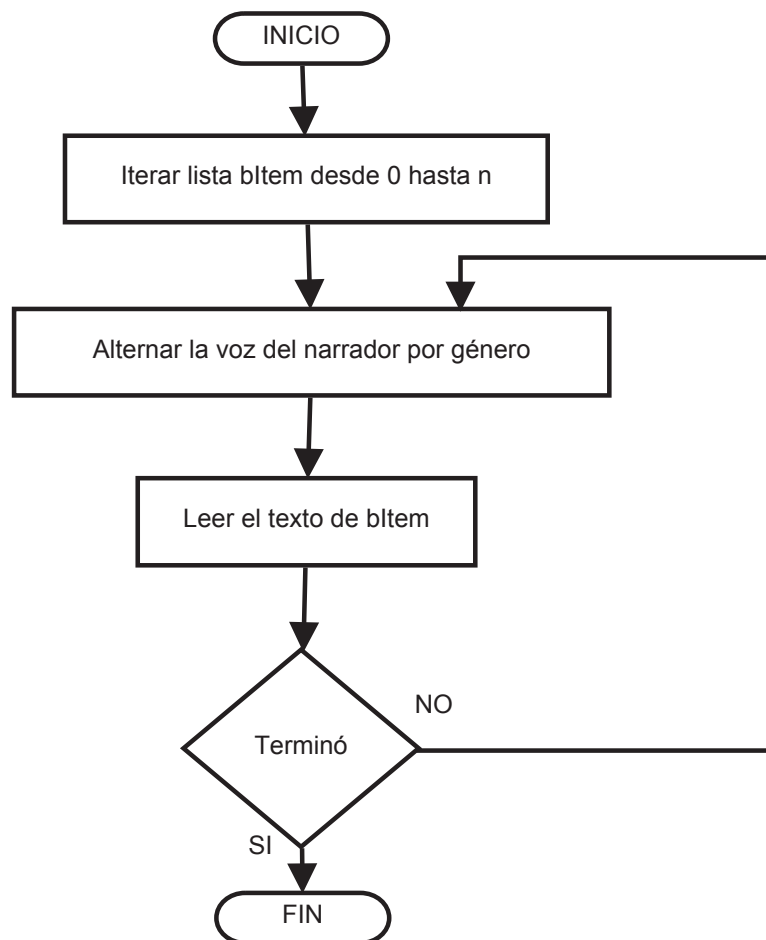 INICIO
Iterar lista bItem desde 0 hasta n
Alternar la voz del narrador por género
Leer el texto de bItem
NO
Terminó
SI
FIN